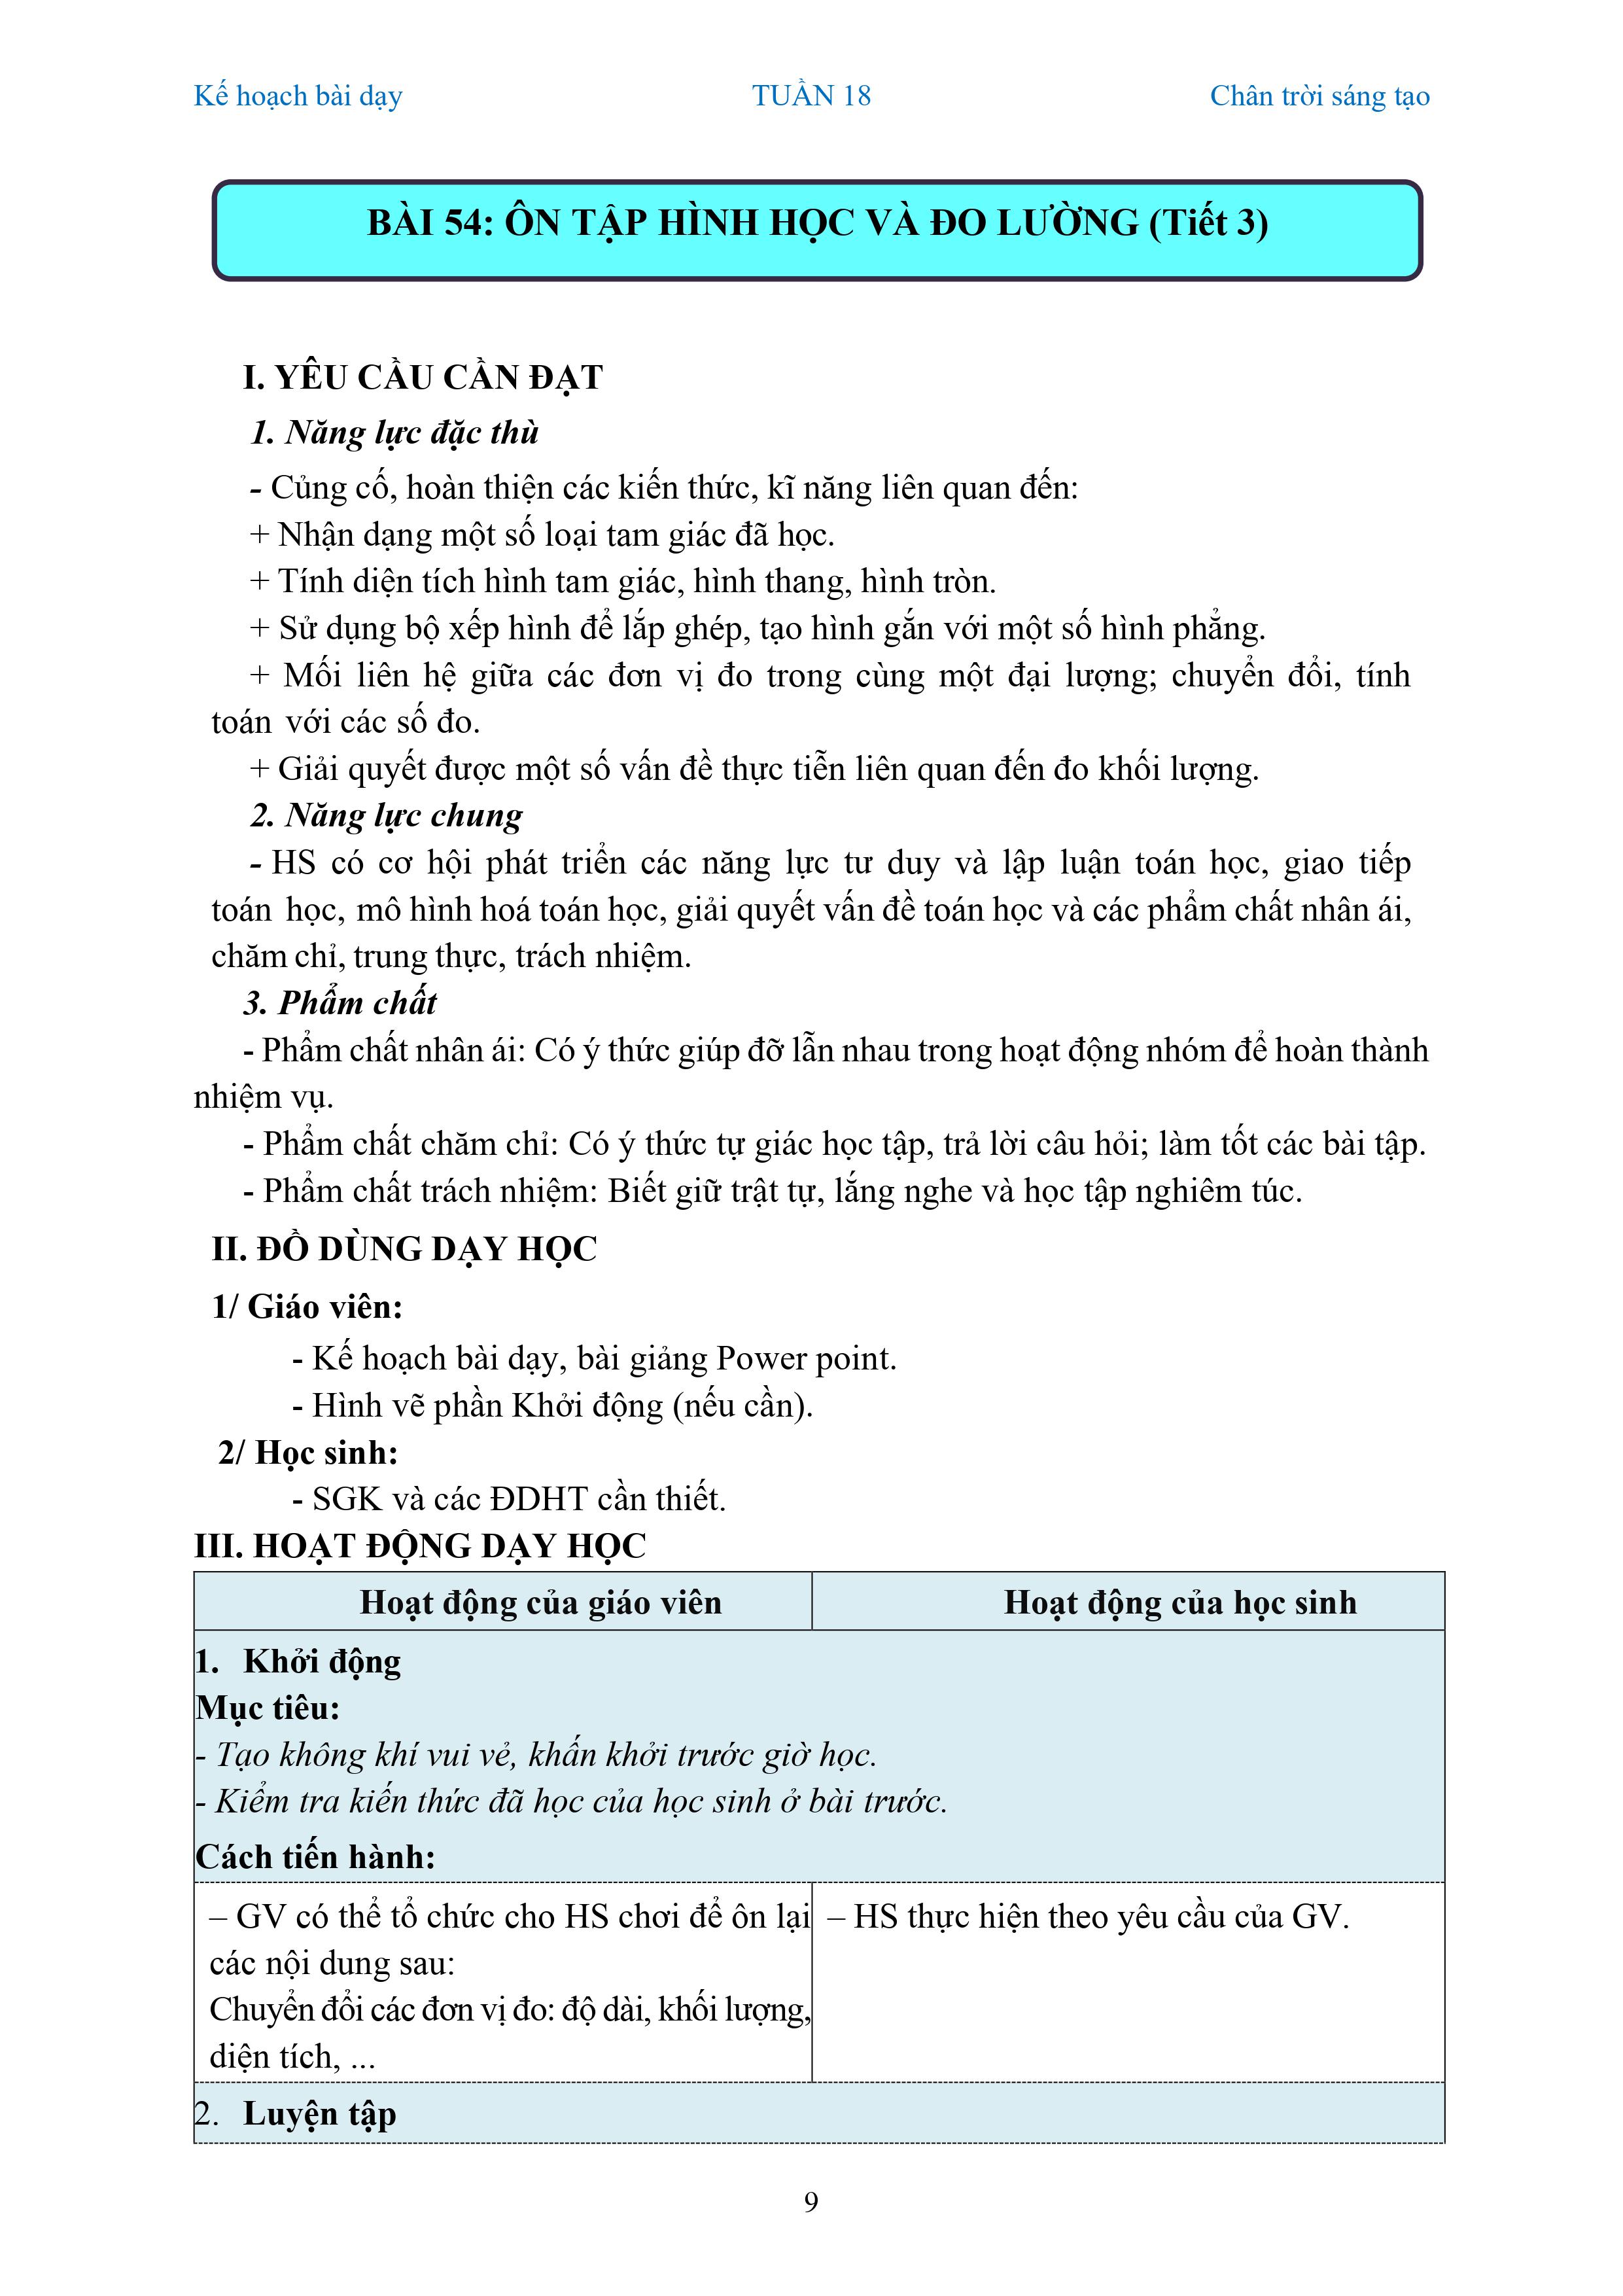 Kế hoạch bài dạy TUẦN 18 Chân trời sáng tạo
BÀI 54: ÔN TẬP HÌNH HỌC VÀ ĐO LƯỜNG (Tiết 3)
I. YÊU CẦU CẦN ĐẠT
1. Năng lực đặc thù
- Củng cố, hoàn thiện các kiến thức, kĩ năng liên quan đến:
+ Nhận dạng một số loại tam giác đã học.
+ Tính diện tích hình tam giác, hình thang, hình tròn.
+ Sử dụng bộ xếp hình để lắp ghép, tạo hình gắn với một số hình phẳng.
+ Mối liên hệ giữa các đơn vị đo trong cùng một đại lượng; chuyển đổi, tính
toán với các số đo.
+ Giải quyết được một số vấn đề thực tiễn liên quan đến đo khối lượng.
2. Năng lực chung
- HS có cơ hội phát triển các năng lực tư duy và lập luận toán học, giao tiếp
toán học, mô hình hoá toán học, giải quyết vấn đề toán học và các phẩm chất nhân ái,
chăm chỉ, trung thực, trách nhiệm.
3. Phẩm chất
- Phẩm chất nhân ái: Có ý thức giúp đỡ lẫn nhau trong hoạt động nhóm để hoàn thành
nhiệm vụ.
- Phẩm chất chăm chỉ: Có ý thức tự giác học tập, trả lời câu hỏi; làm tốt các bài tập.
- Phẩm chất trách nhiệm: Biết giữ trật tự, lắng nghe và học tập nghiêm túc.
II. ĐỒ DÙNG DẠY HỌC
1/ Giáo viên:
- Kế hoạch bài dạy, bài giảng Power point.
- Hình vẽ phần Khởi động (nếu cần).
2/ Học sinh:
- SGK và các ĐDHT cần thiết.
III. HOẠT ĐỘNG DẠY HỌC
Hoạt động của giáo viên Hoạt động của học sinh
1. Khởi động
Mục tiêu:
- Tạo không khí vui vẻ, khấn khởi trước giờ học.
- Kiểm tra kiến thức đã học của học sinh ở bài trước.
Cách tiến hành:
– GV có thể tổ chức cho HS chơi để ôn lại
các nội dung sau:
Chuyển đổi các đơn vị đo: độ dài, khối lượng,
diện tích, ...
– HS thực hiện theo yêu cầu của GV.
2. Luyện tập
9